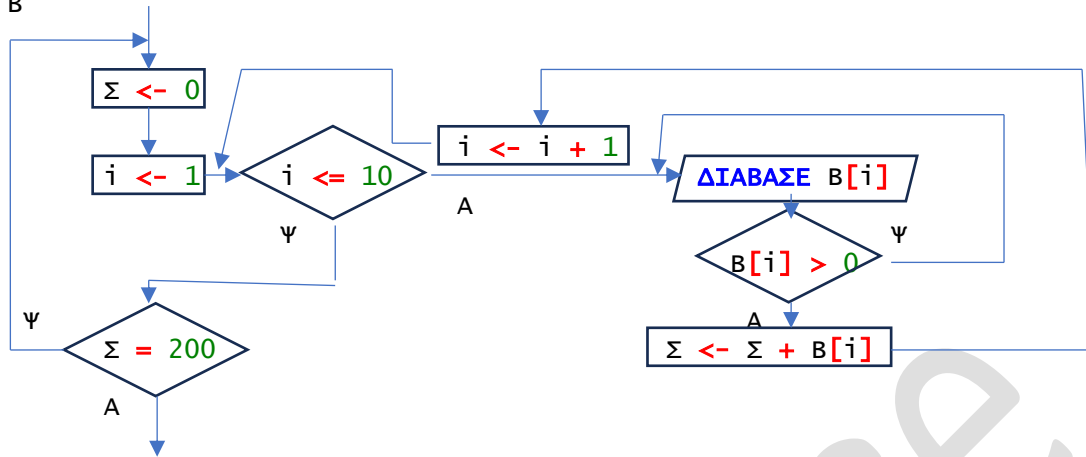 B
Σ <- 0
i <- i + 1
i <- 1
i <= 10
ΔΙΑΒΑΣΕ Β[i]
Α
Ψ
Ψ
Β[i] > 0
Α
Ψ
Σ = 200
Σ <- Σ + Β[i]
Α